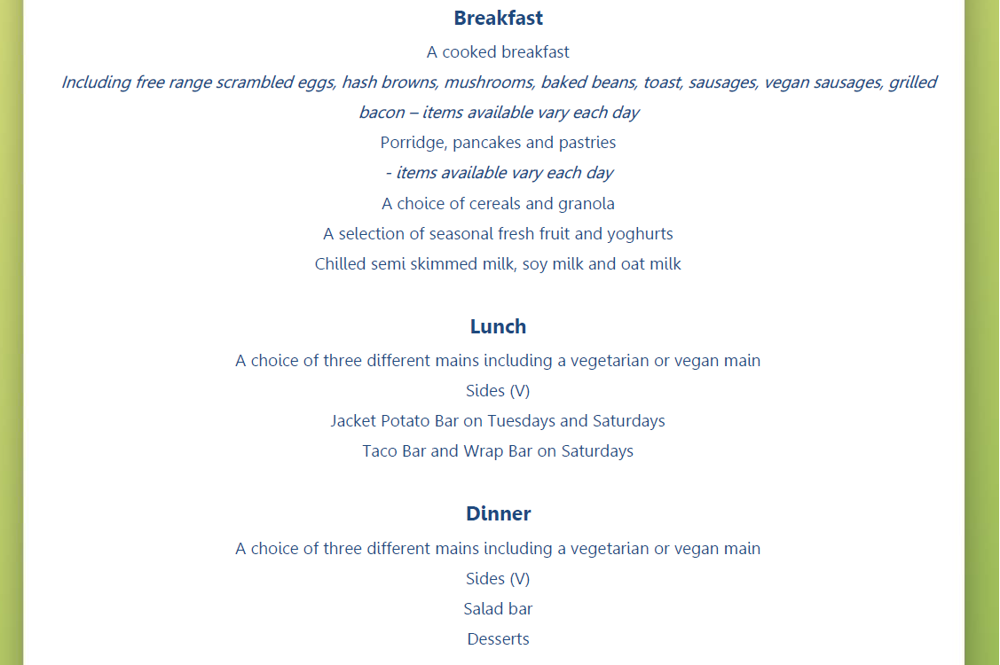 Breakfast
A cooked breakfast
Including free range scrambled eggs, hash browns, mushrooms, baked beans, toast, sausages, vegan sausages, grilled
bacon – items available vary each day
Porridge, pancakes and pastries
- items available vary each day
A choice of cereals and granola
A selection of seasonal fresh fruit and yoghurts
Chilled semi skimmed milk, soy milk and oat milk
Lunch
A choice of three different mains including a vegetarian or vegan main
Sides (V)
Jacket Potato Bar on Tuesdays and Saturdays
Taco Bar and Wrap Bar on Saturdays
Dinner
A choice of three different mains including a vegetarian or vegan main
Sides (V)
Salad bar
Desserts